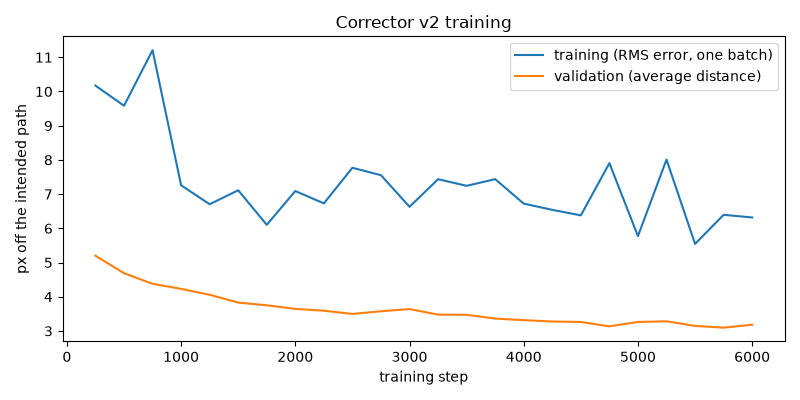 Corrector v2 training
training (RMS error, one batch)
validation (average distance)
px off the intended path
11
10
9
8
7
6
5
4
3
0 1000 2000 3000 4000 5000 6000
training step